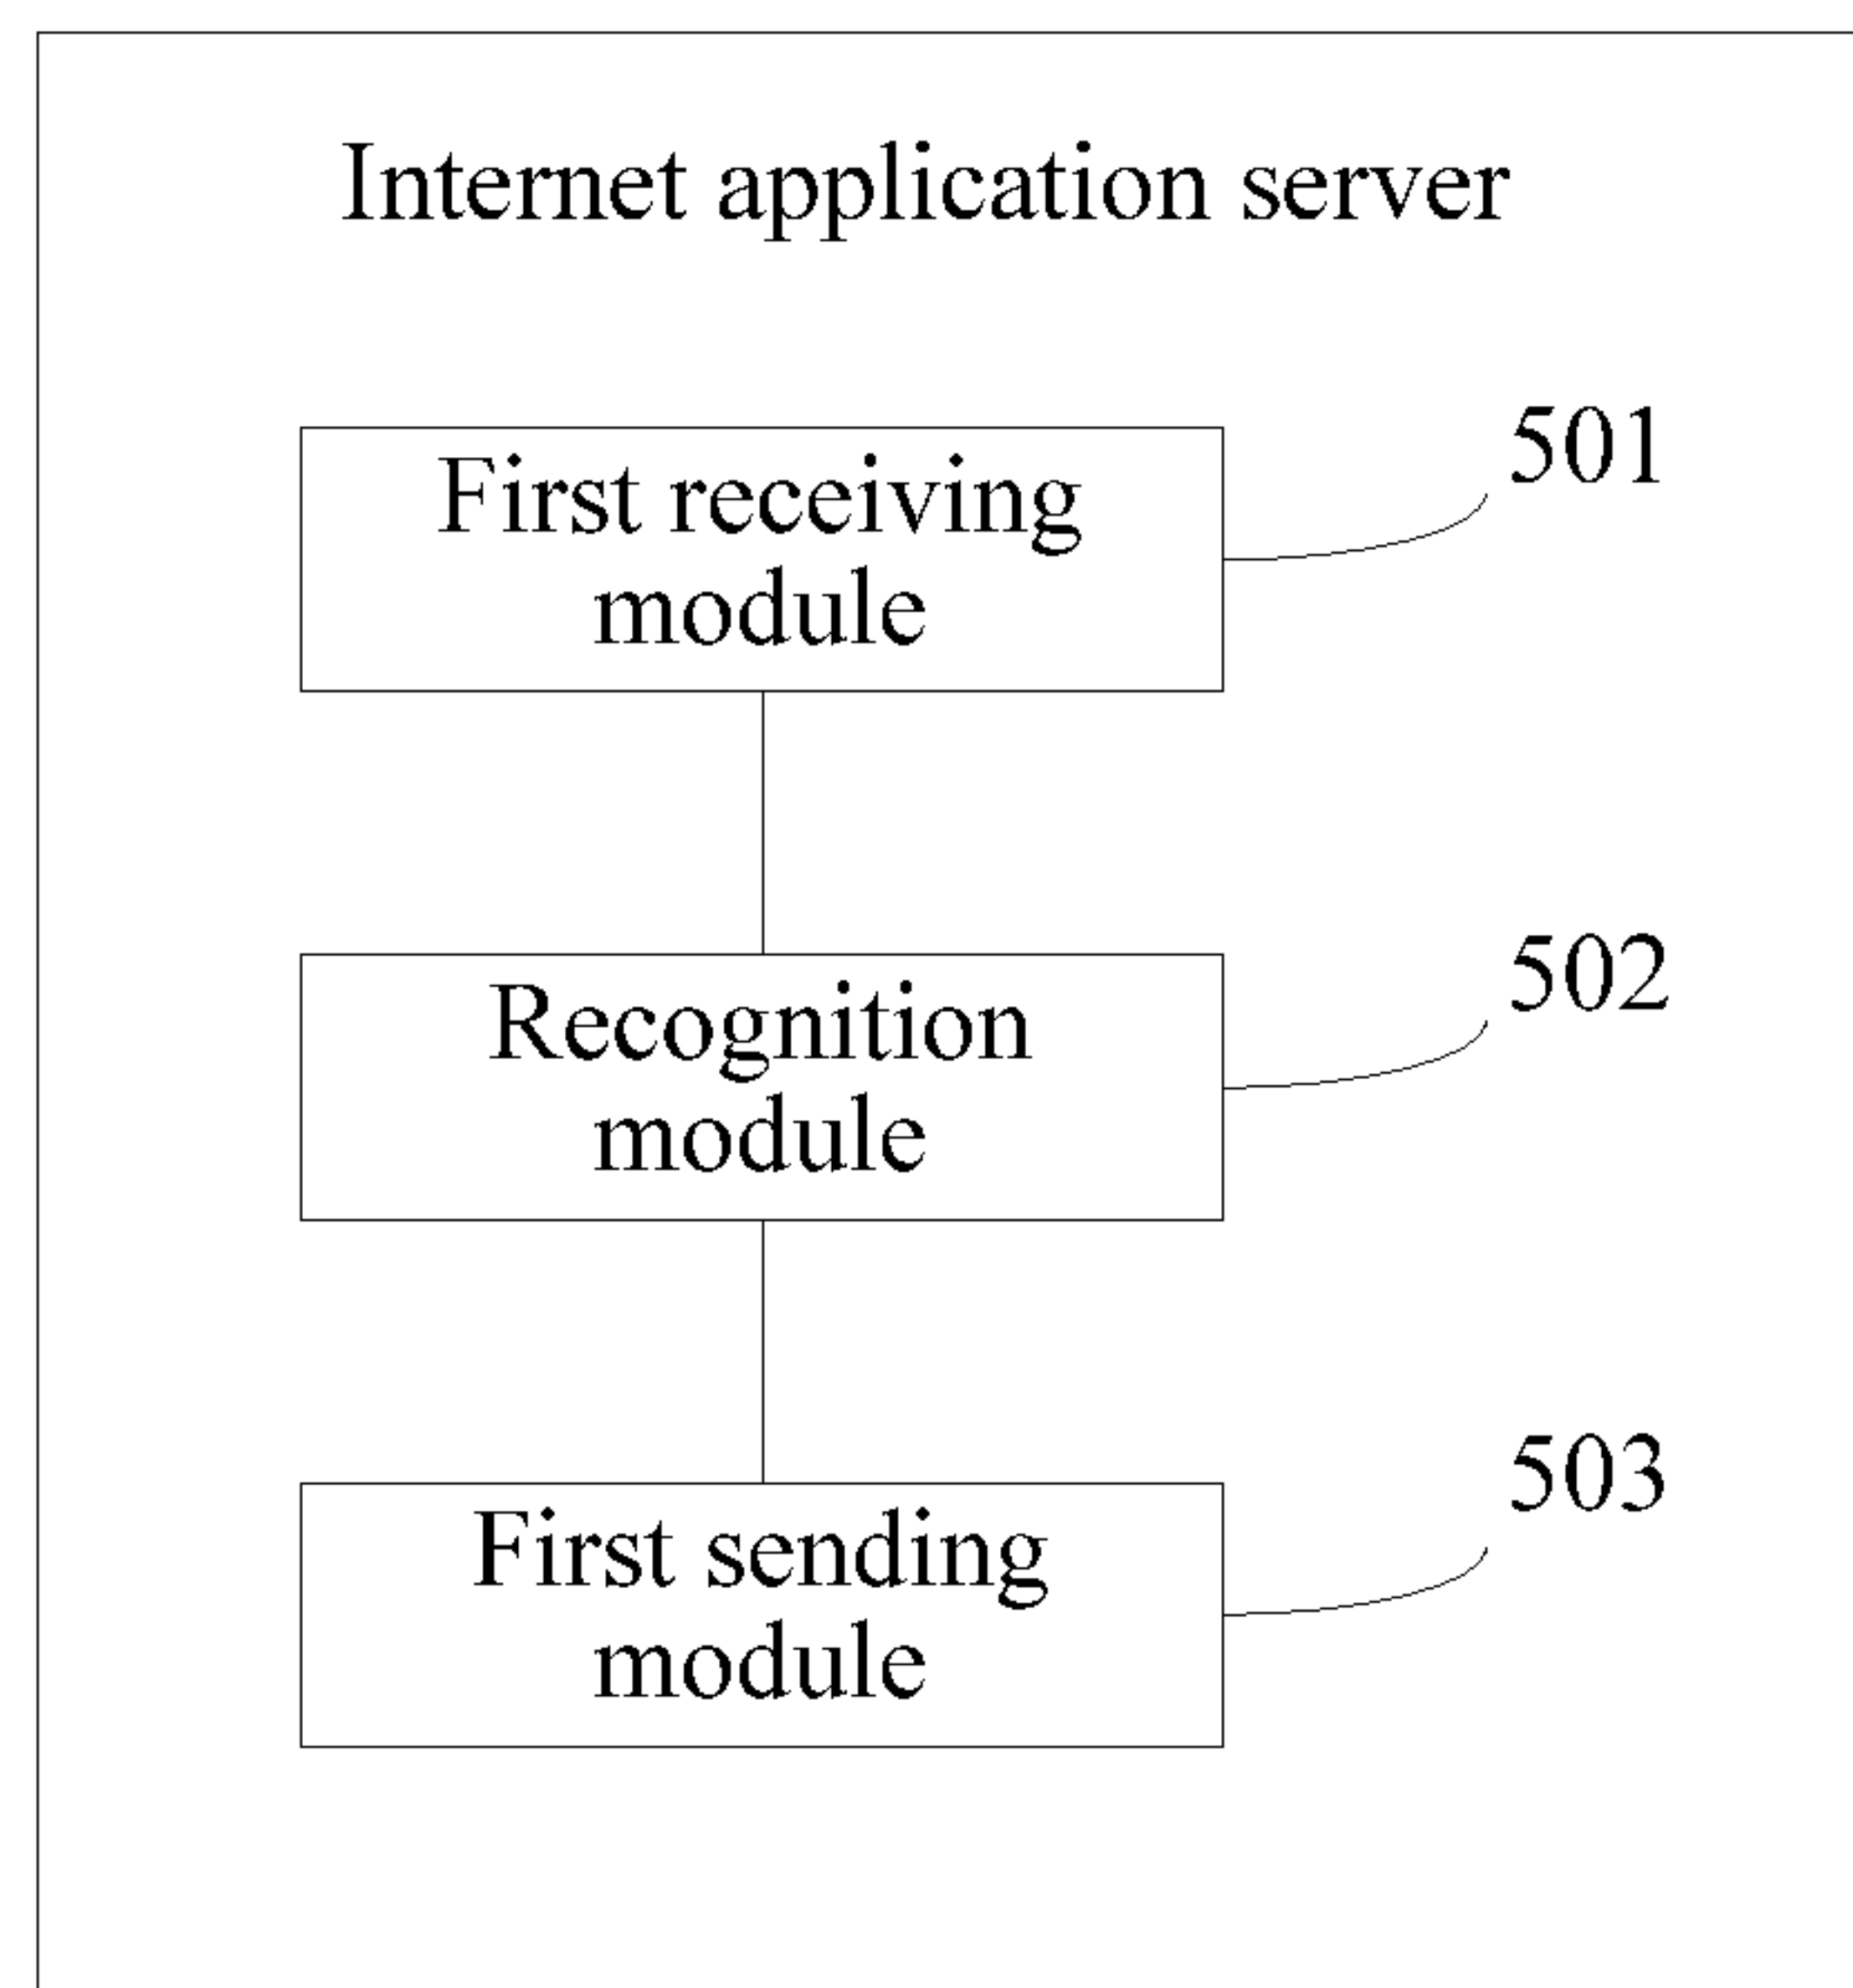 Internet application server
501
First receiving
module
502
Recognition
module
503
First sending
module